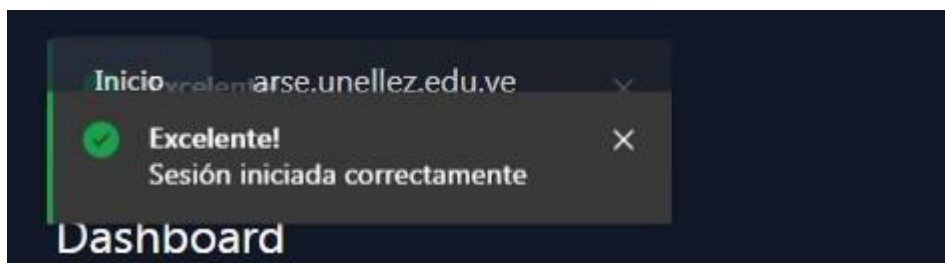 Inicio arse.unellez.edu.ve
Excelente!
Sesión iniciada correctamente
Dashboard